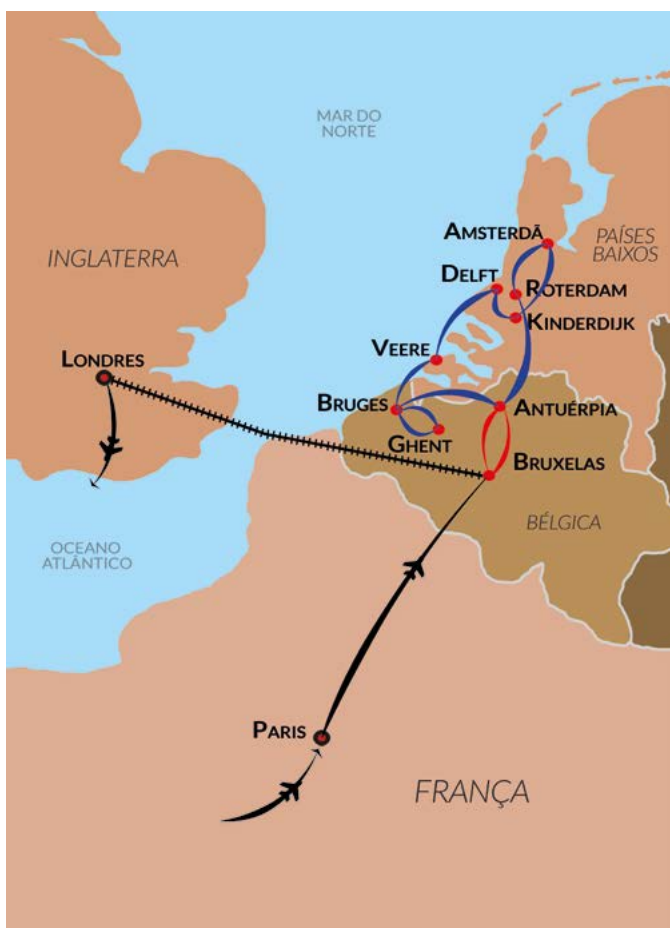 MAR DO
NORTE
AMSTERDÃ
PAÍSES
BAIXOS
INGLATERRA
DELFT
ROTERDAM
KINDERDIJK
VEERE
LONDRES
BRUGES
ANTUÉRPIA
GHENT
BRUXELAS
BÉLGICA
OCEANO
ATLÂNTICO
PARIS
FRANÇA